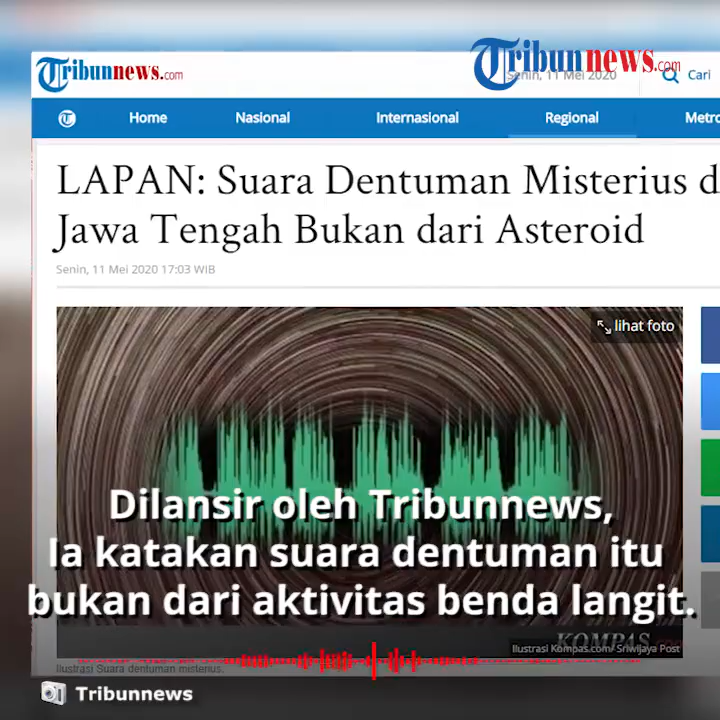 Tribunnews.com
Tribunnews.com
Senin, 11 Mei 2020
Cari
Home
Nasional
Internasional
Regional
Metro
LAPAN: Suara Dentuman Misterius d
Jawa Tengah Bukan dari Asteroid
Senin, 11 Mei 2020 17:03 WIB
lihat foto
Dilansir oleh Tribunnews,
Ia katakan suara dentuman itu
bukan dari aktivitas benda langit.
KOMPAS.com
Ilustrasi Kompas.com/ Sriwijaya Post
Ilustrasi Suara dentuman misterius.
Tribunnews